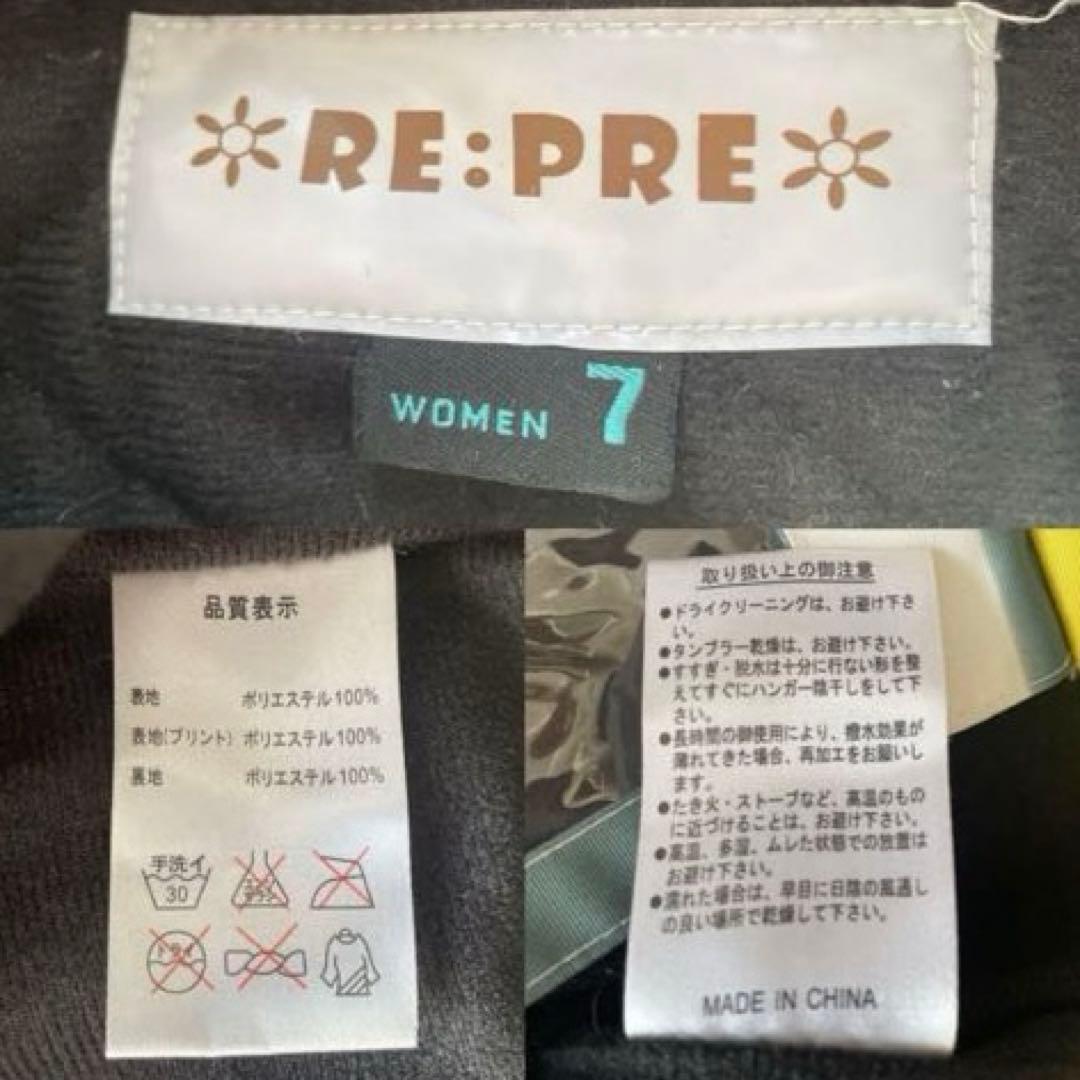 RE:PRE
WOMEN 7
品質表示
表地 ポリエステル100%
表地(プリント) ポリエステル100%
裏地 ポリエステル100%
手洗イ
30
ドライ
取り扱い上の御注意
●ドライクリーニングは、お避け下さ
い。
●タンブラー乾燥は、お避け下さい。
●すすぎ・脱水は十分に行ない形を整
えてすぐにハンガー陰干しをして下
さい。
●長時間の御使用により、撥水効果が
薄れてきた場合、再加工をお願いし
ます。
●たき火・ストーブなど、高温のもの
に近づけることは、お避け下さい。
●高温、多湿、ムレた状態での放置は
お避け下さい。
●濡れた場合は、早目に日陰の風通し
の良い場所で乾燥して下さい。
MADE IN CHINA